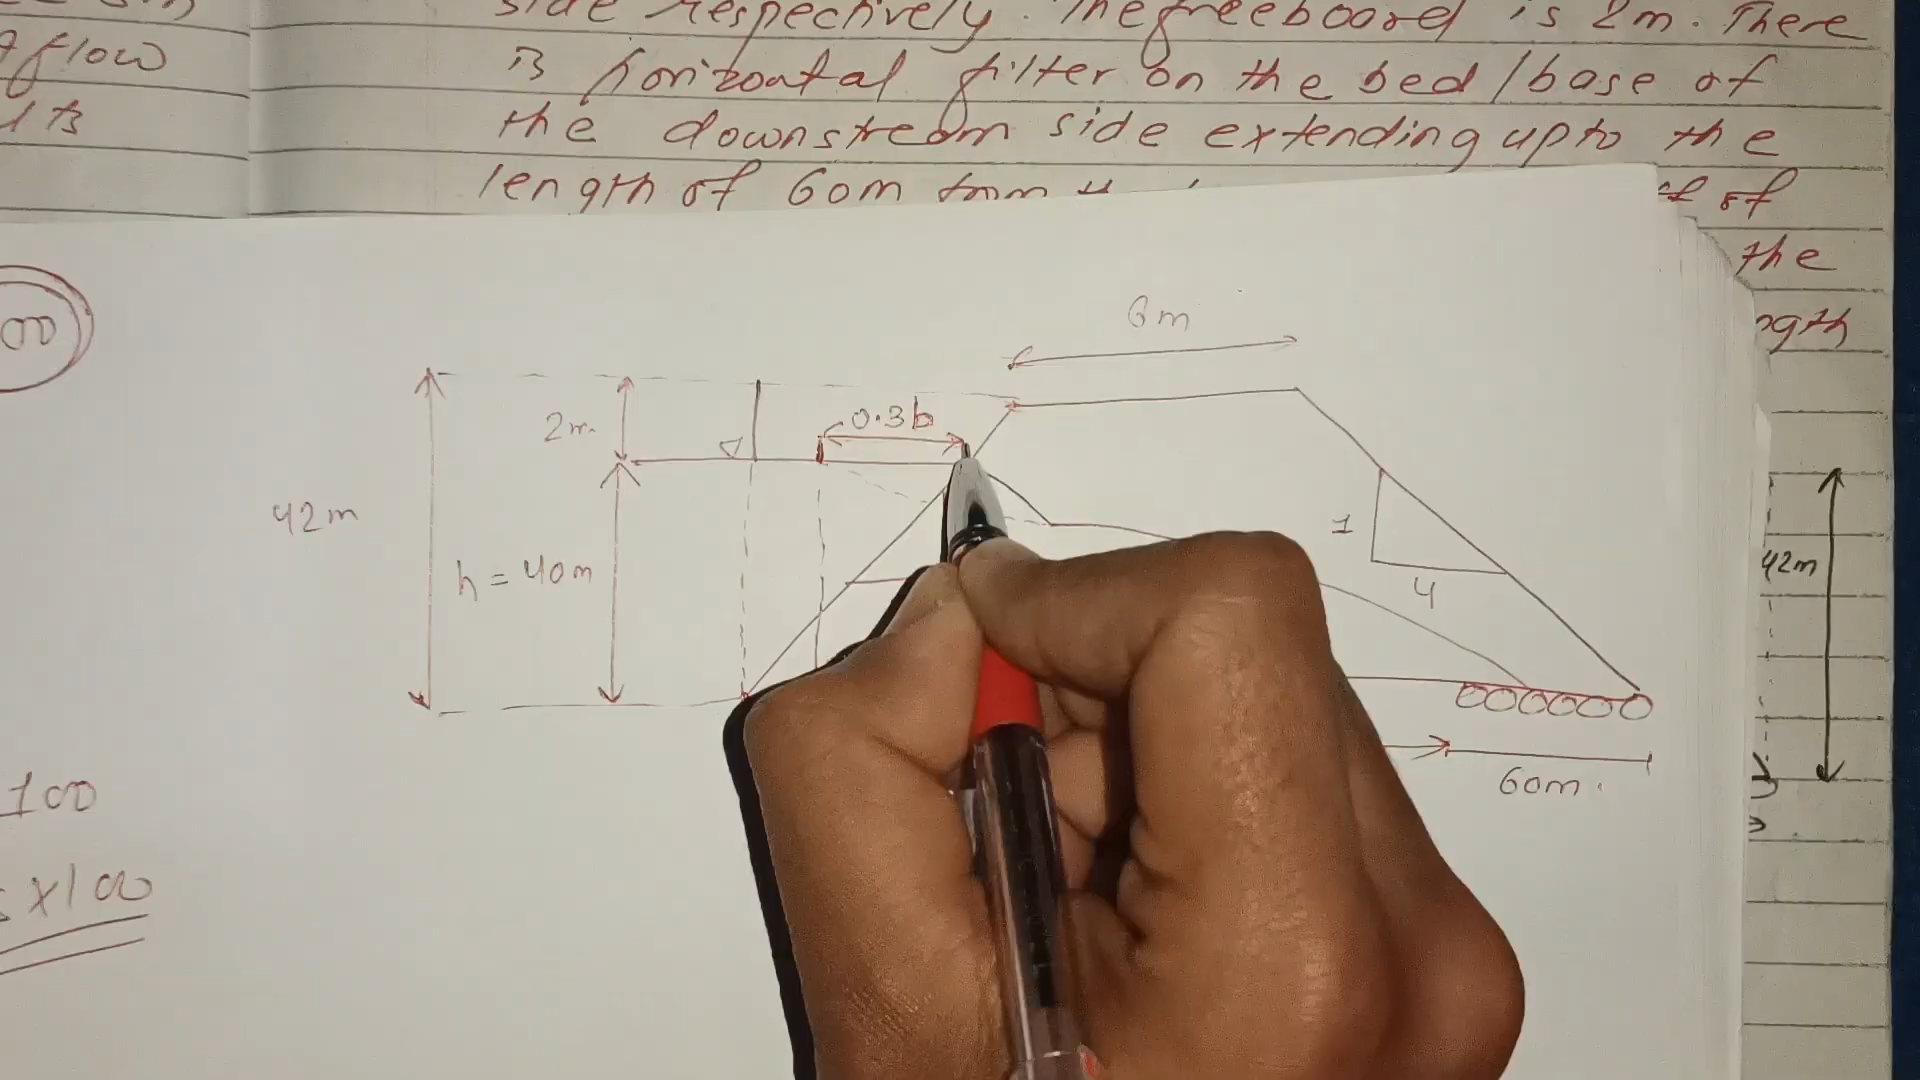 side respectively. The freeboard is 2m. There
is horizontal filter on the bed/base of
the downstream side extending upto the
length of 60m from
of
the
flow
6m
0.3b
2m.
42m
h = 40m
1
4
42m
60m.
100
x100